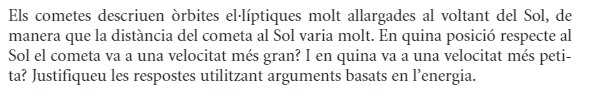 Els cometes descriuen òrbites el·líptiques molt allargades al voltant del Sol, de
manera que la distància del cometa al Sol varia molt. En quina posició respecte al
Sol el cometa va a una velocitat més gran? I en quina va a una velocitat més peti-
ta? Justifiqueu les respostes utilitzant arguments basats en l’energia.